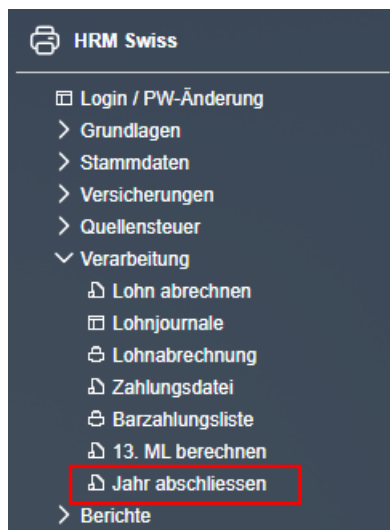 HRM Swiss
Login / PW-Änderung
Grundlagen
Stammdaten
Versicherungen
Quellensteuer
Verarbeitung
Lohn abrechnen
Lohnjournale
Lohnabrechnung
Zahlungsdatei
Barzahlungsliste
13. ML berechnen
Jahr abschliessen
Berichte